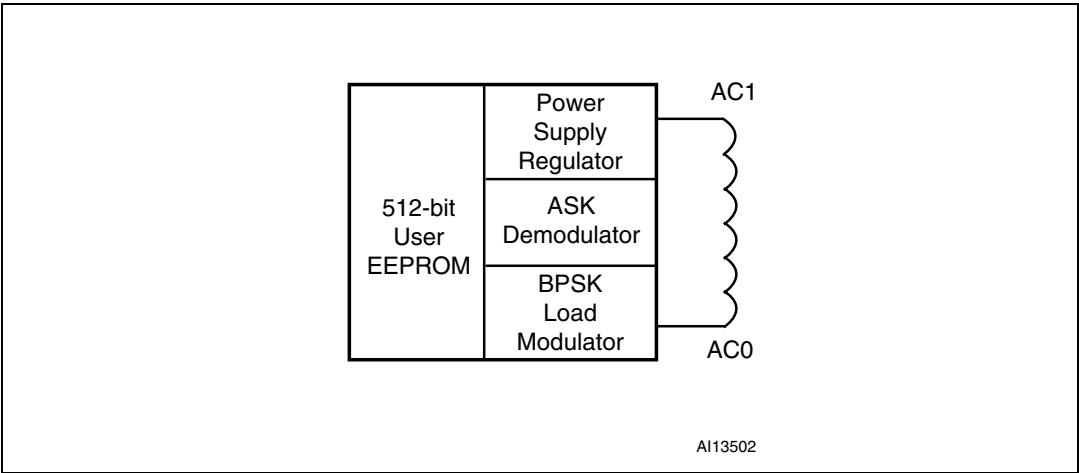 AC1
Power
Supply
Regulator
512-bit
User
EEPROM
ASK
Demodulator
BPSK
Load
Modulator
AC0
AI13502